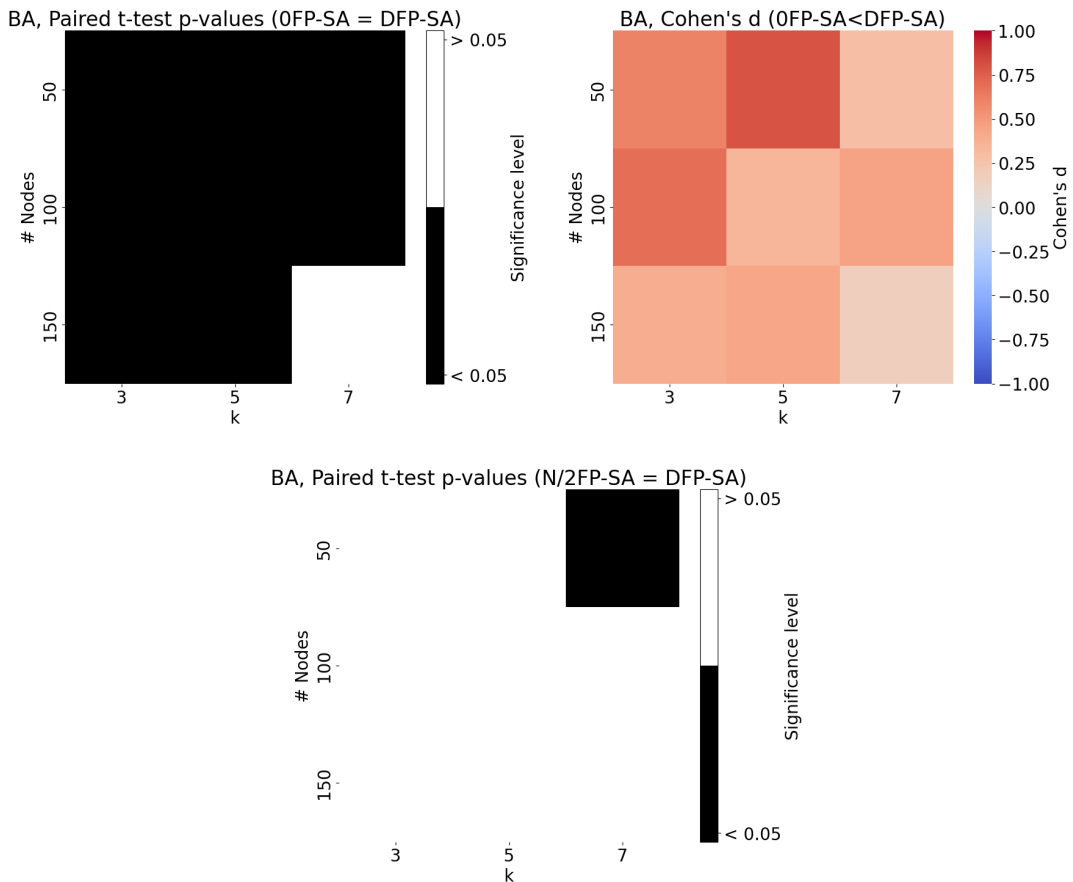 BA, Paired t-test p-values (0FP-SA = DFP-SA)
50
100
150
# Nodes
3
5
7
k
> 0.05
< 0.05
Significance level
BA, Cohen's d (0FP-SA<DFP-SA)
50
100
150
# Nodes
3
5
7
k
1.00
0.75
0.50
0.25
0.00
−0.25
−0.50
−0.75
−1.00
Cohen's d
BA, Paired t-test p-values (N/2FP-SA = DFP-SA)
50
100
150
# Nodes
3
5
7
k
> 0.05
< 0.05
Significance level